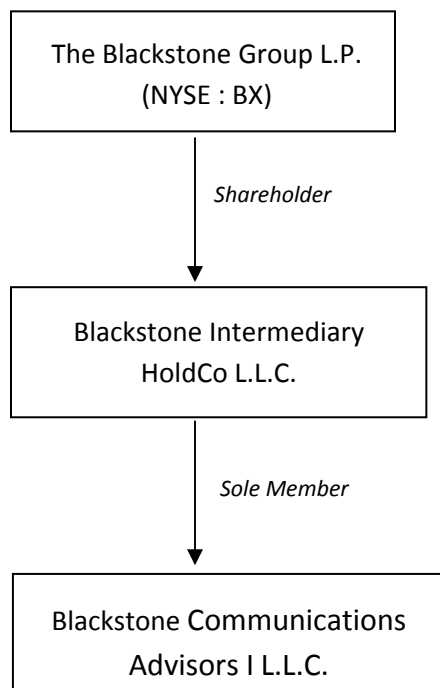 The Blackstone Group L.P.
(NYSE : BX)
Shareholder
Blackstone Intermediary
HoldCo L.L.C.
Sole Member
Blackstone Communications
Advisors I L.L.C.